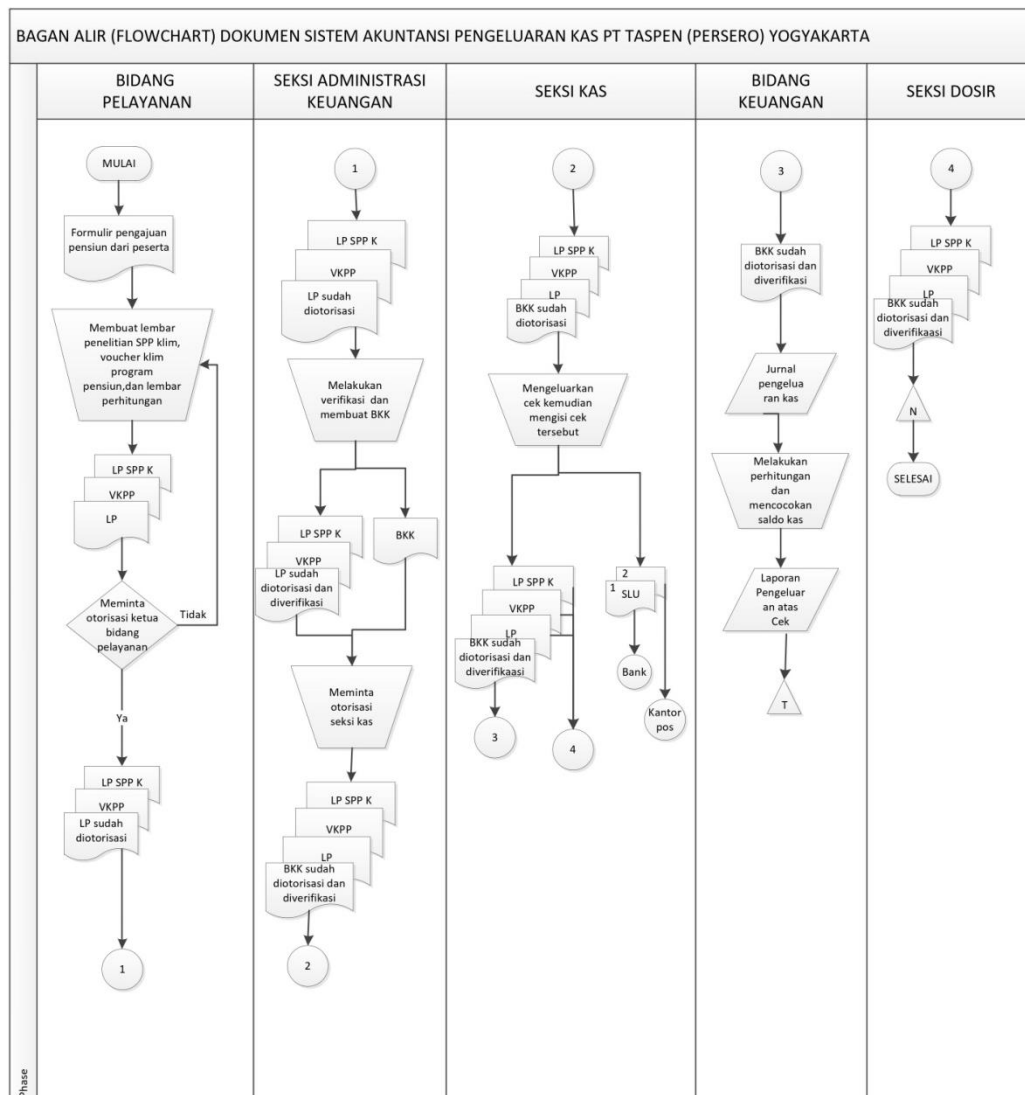 BAGAN ALIR (FLOWCHART) DOKUMEN SISTEM AKUNTANSI PENGELUARAN KAS PT TASPEN (PERSERO) YOGYAKARTA
BIDANG
PELAYANAN
SEKSI ADMINISTRASI
KEUANGAN
SEKSI KAS
BIDANG
KEUANGAN
SEKSI DOSIR
MULAI
Formulir pengajuan
pensiun dari peserta
Membuat lembar
penelitian SPP klim,
voucher klim
program
pensiun,dan lembar
perhitungan
LP SPP K
VKPP
LP
Meminta
otorisasi ketua
bidang
pelayanan
Tidak
Ya
LP SPP K
VKPP
LP sudah
diotorisasi
1
1
LP SPP K
VKPP
LP sudah
diotorisasi
Melakukan
verifikasi dan
membuat BKK
LP SPP K
VKPP
LP sudah
diotorisasi dan
diverifikasi
BKK
Meminta
otorisasi
seksi kas
LP SPP K
VKPP
LP
BKK sudah
diotorisasi dan
diverifikasi
2
2
LP SPP K
VKPP
LP
BKK sudah
diotorisasi
Mengeluarkan
cek kemudian
mengisi cek
tersebut
LP SPP K
VKPP
LP
BKK sudah
diotorisasi dan
diverifikaasi
3
4
2
1
SLU
Bank
Kantor
pos
3
BKK sudah
diotorisasi dan
diverifikasi
Jurnal
pengelua
ran kas
Melakukan
perhitungan
dan
mencocokan
saldo kas
Laporan
Pengeluar
an atas
Cek
T
4
LP SPP K
VKPP
LP
BKK sudah
diotorisasi dan
diverifikaasi
N
SELESAI
Phase